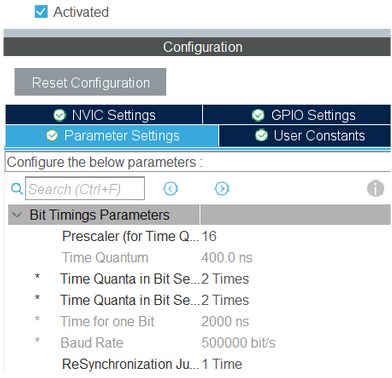 Activated
Configuration
Reset Configuration
NVIC Settings GPIO Settings
Parameter Settings User Constants
Configure the below parameters :
Search (Ctrl+F)
Bit Timings Parameters
Prescaler (for Time Q... 16
Time Quantum 400.0 ns
* Time Quanta in Bit Se... 2 Times
* Time Quanta in Bit Se... 2 Times
* Time for one Bit 2000 ns
* Baud Rate 500000 bit/s
ReSynchronization Ju... 1 Time